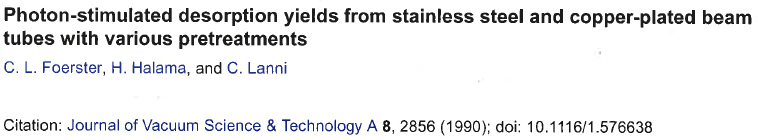 Photon-stimulated desorption yields from stainless steel and copper-plated beam
tubes with various pretreatments
C. L. Foerster, H. Halama, and C. Lanni
Citation: Journal of Vacuum Science & Technology A 8, 2856 (1990); doi: 10.1116/1.576638